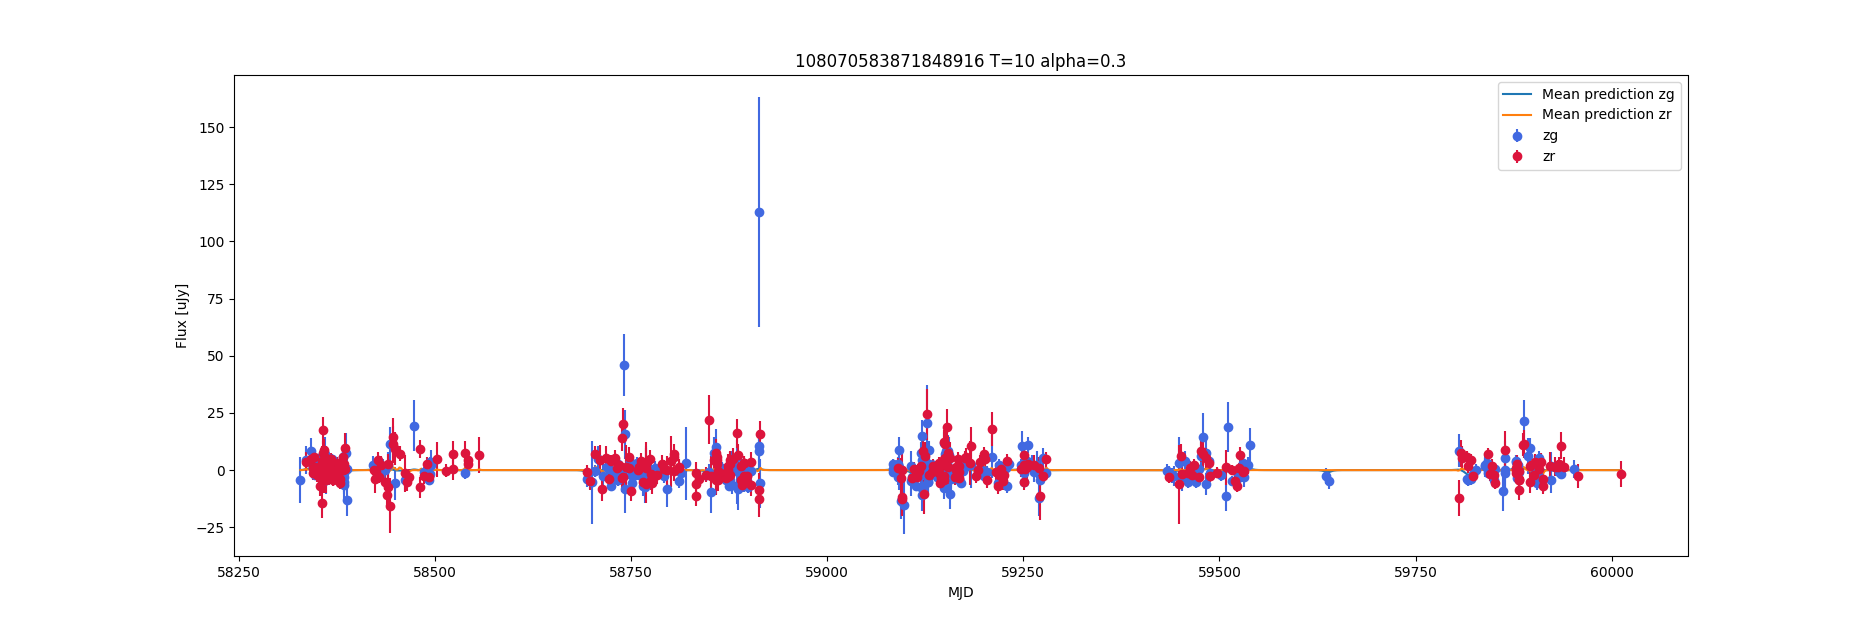 108070583871848916 T=10 alpha=0.3
Mean prediction zg
Mean prediction zr
zg
zr
150
125
100
75
50
25
0
−25
Flux [uJy]
58250
58500
58750
59000
59250
59500
59750
60000
MJD